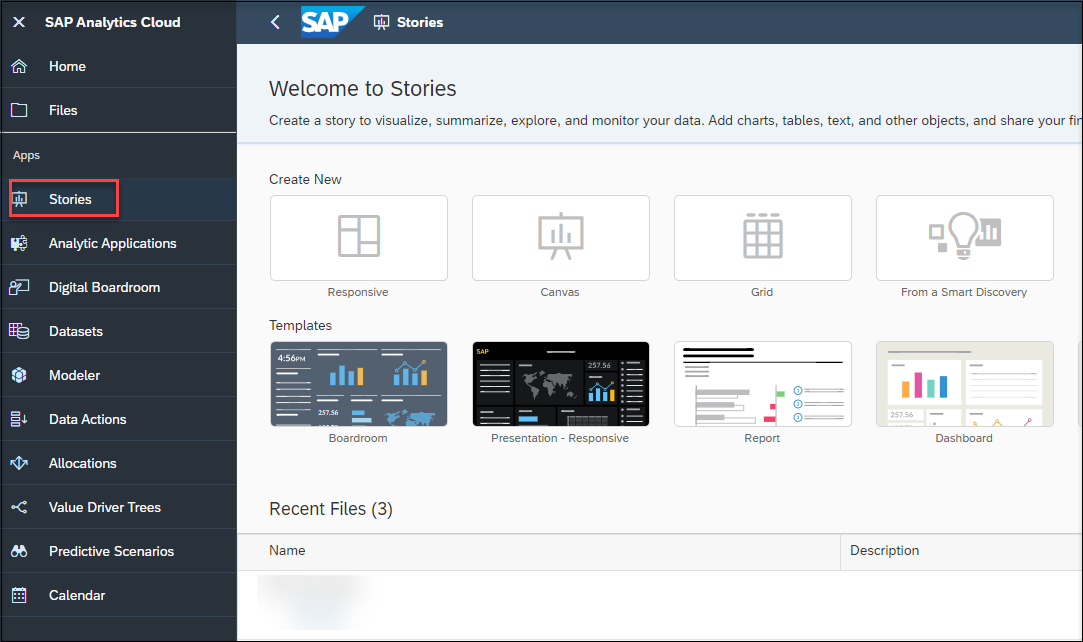 SAP Analytics Cloud
Home
Files
Apps
Stories
Analytic Applications
Digital Boardroom
Datasets
Modeler
Data Actions
Allocations
Value Driver Trees
Predictive Scenarios
Calendar
SAP Stories
Welcome to Stories
Create a story to visualize, summarize, explore, and monitor your data. Add charts, tables, text, and other objects, and share your fin
Create New
Responsive
Canvas
Grid
From a Smart Discovery
Templates
4:56PM
257.56
SAP
257.56
257.56
Boardroom
Presentation - Responsive
Report
Dashboard
Recent Files (3)
Name
Description